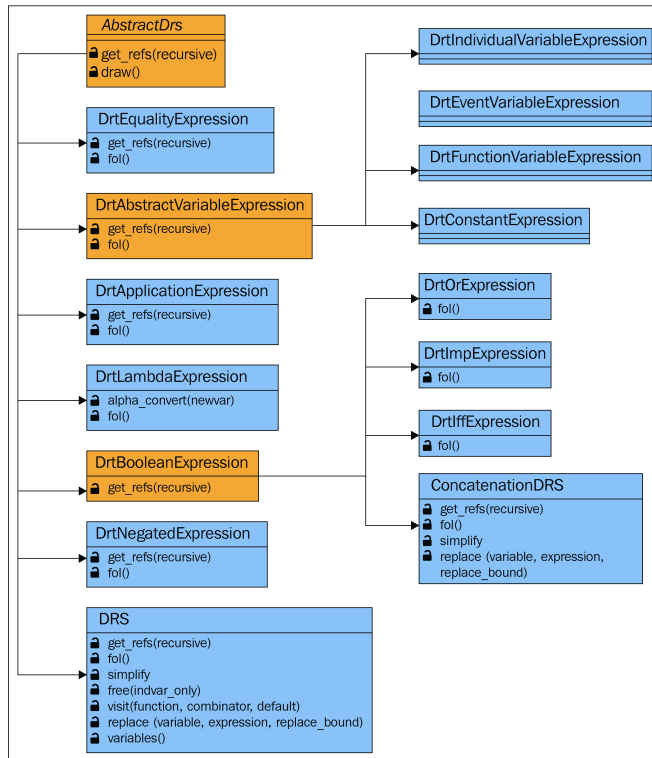 AbstractDrs
get_refs(recursive)
draw()
DrtEqualityExpression
get_refs(recursive)
fol()
DrtAbstractVariableExpression
get_refs(recursive)
fol()
DrtApplicationExpression
get_refs(recursive)
fol()
DrtLambdaExpression
alpha_convert(newvar)
fol()
DrtBooleanExpression
get_refs(recursive)
DrtNegatedExpression
get_refs(recursive)
fol()
DRS
get_refs(recursive)
fol()
simplify
free(indvar_only)
visit(function, combinator, default)
replace (variable, expression, replace_bound)
variables()
DrtIndividualVariableExpression
DrtEventVariableExpression
DrtFunctionVariableExpression
DrtConstantExpression
DrtOrExpression
fol()
DrtImpExpression
fol()
DrtIffExpression
fol()
ConcatenationDRS
get_refs(recursive)
fol()
simplify
replace (variable, expression,
replace_bound)